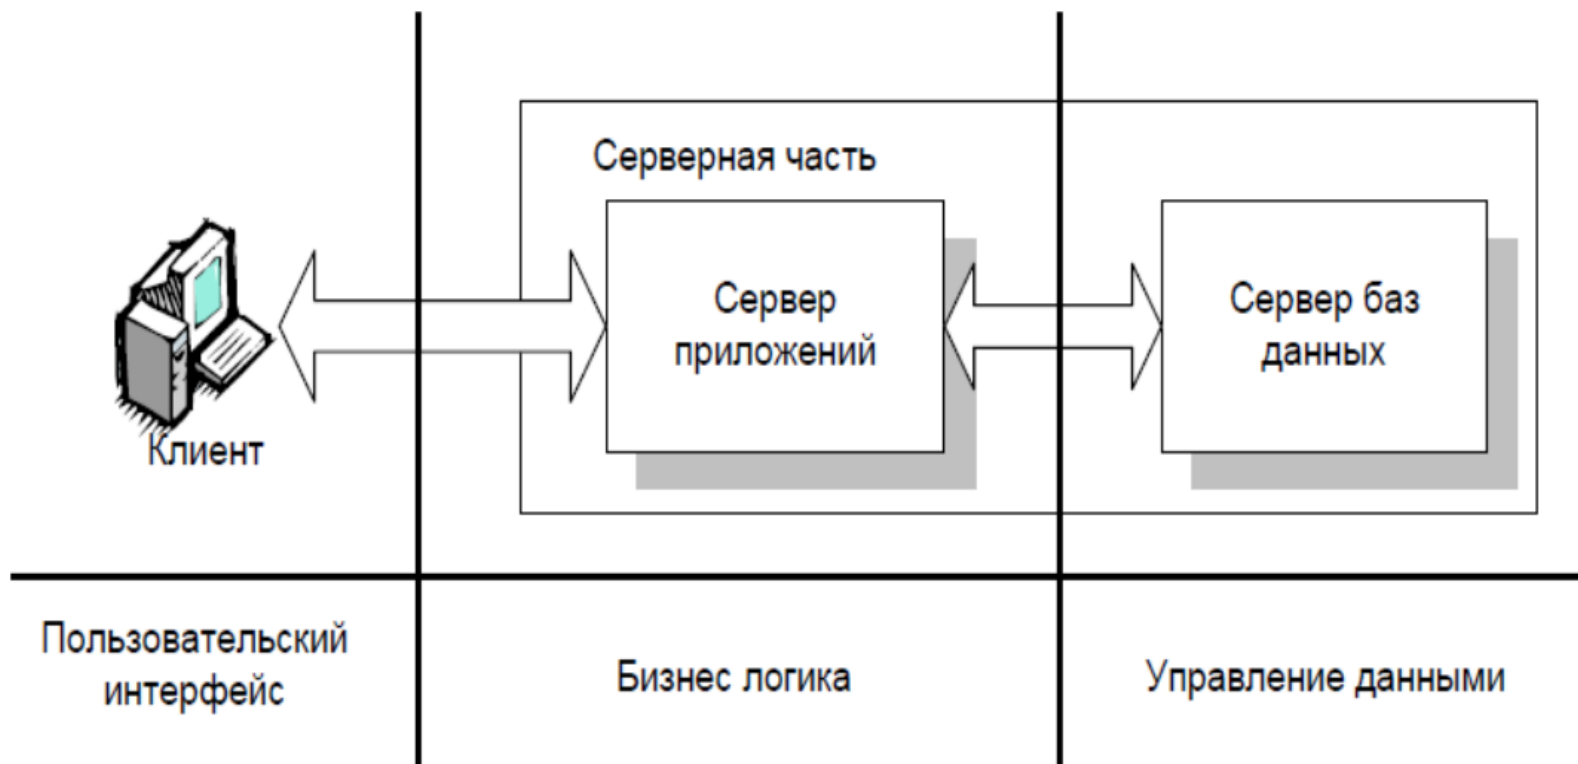 Серверная часть
Сервер
приложений
Сервер баз
данных
Клиент
Пользовательский
интерфейс
Бизнес логика
Управление данными